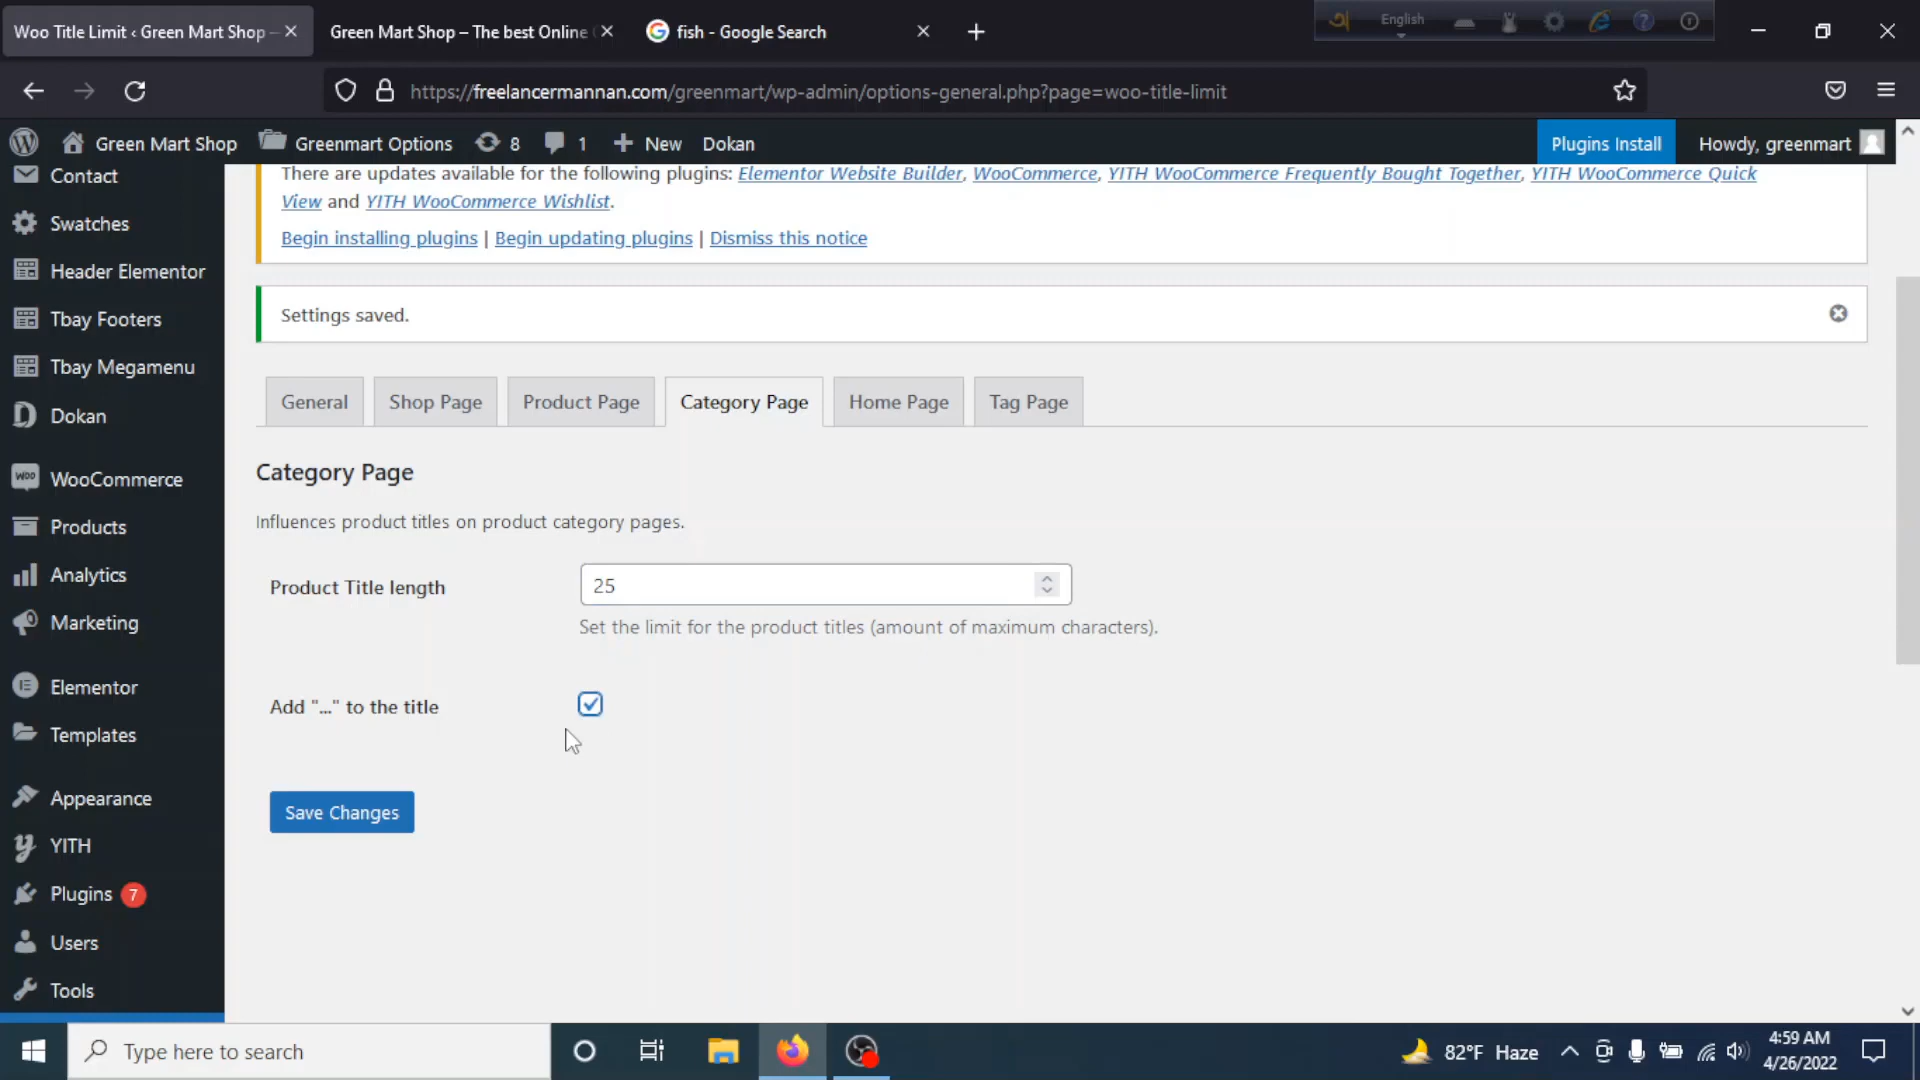 Woo Title Limit ‹ Green Mart Shop –
Green Mart Shop – The best Online
fish - Google Search
English
https://freelancermannan.com/greenmart/wp-admin/options-general.php?page=woo-title-limit
Green Mart Shop
Greenmart Options
8
1
New
Dokan
Plugins Install
Howdy, greenmart
Contact
Swatches
Header Elementor
Tbay Footers
Tbay Megamenu
Dokan
WooCommerce
Products
Analytics
Marketing
Elementor
Templates
Appearance
YITH
Plugins 7
Users
Tools
There are updates available for the following plugins: Elementor Website Builder, WooCommerce, YITH WooCommerce Frequently Bought Together, YITH WooCommerce Quick
View and YITH WooCommerce Wishlist.
Begin installing plugins | Begin updating plugins | Dismiss this notice
Settings saved.
General
Shop Page
Product Page
Category Page
Home Page
Tag Page
Category Page
Influences product titles on product category pages.
Product Title length
25
Set the limit for the product titles (amount of maximum characters).
Add "..." to the title
Save Changes
Type here to search
82°F Haze
4:59 AM
4/26/2022